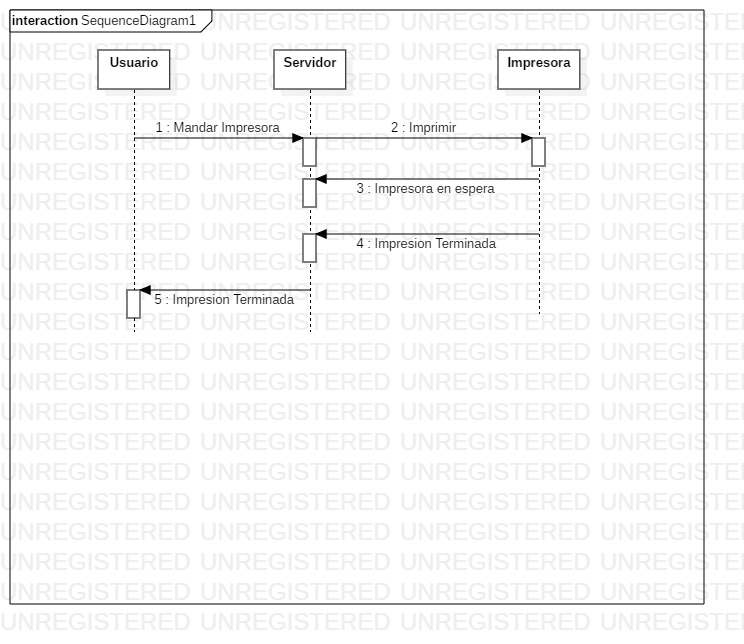 interaction SequenceDiagram1
Usuario
Servidor
Impresora
1 : Mandar Impresora
2 : Imprimir
3 : Impresora en espera
4 : Impresion Terminada
5 : Impresion Terminada
UNREGISTERED UNREGISTERED UNREGISTERED